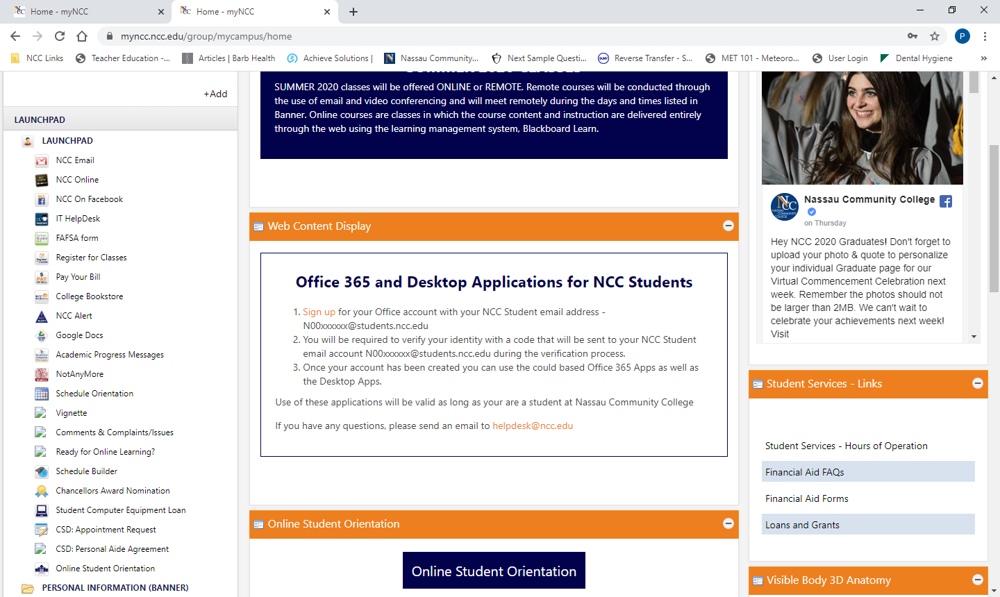 Home - myNCC
Home - myNCC
myncc.ncc.edu/group/mycampus/home
P
NCC Links
Teacher Education -...
Articles | Barb Health
Achieve Solutions |
Nassau Community...
Next Sample Questi...
Reverse Transfer - S...
MET 101 - Meteoro...
User Login
Dental Hygiene
»
+Add
LAUNCHPAD
LAUNCHPAD
NCC Email
NCC Online
NCC On Facebook
IT HelpDesk
FAFSA form
Register for Classes
Pay Your Bill
College Bookstore
NCC Alert
Google Docs
Academic Progress Messages
NotAnyMore
Schedule Orientation
Vignette
Comments & Complaints/Issues
Ready for Online Learning?
Schedule Builder
Chancellors Award Nomination
Student Computer Equipment Loan
CSD: Appointment Request
CSD: Personal Aide Agreement
Online Student Orientation
PERSONAL INFORMATION (BANNER)
SUMMER 2020 CLASSES
SUMMER 2020 classes will be offered ONLINE or REMOTE. Remote courses will be conducted through
the use of email and video conferencing and will meet remotely during the days and times listed in
Banner. Online courses are classes in which the course content and instruction are delivered entirely
through the web using the learning management system, Blackboard Learn.
Web Content Display
Office 365 and Desktop Applications for NCC Students
1. Sign up for your Office account with your NCC Student email address -
N00xxxxxx@students.ncc.edu
2. You will be required to verify your identity with a code that will be sent to your NCC Student
email account N00xxxxxx@students.ncc.edu during the verification process.
3. Once your account has been created you can use the could based Office 365 Apps as well as
the Desktop Apps.
Use of these applications will be valid as long as your are a student at Nassau Community College
If you have any questions, please send an email to helpdesk@ncc.edu
Online Student Orientation
Online Student Orientation
NCC
NASSAU
COMMUNITY
COLLEGE
Nassau Community College
on Thursday
Hey NCC 2020 Graduates! Don't forget to
upload your photo & quote to personalize
your individual Graduate page for our
Virtual Commencement Celebration next
week. Remember the photos should not
be larger than 2MB. We can't wait to
celebrate your achievements next week!
Visit
Student Services - Links
Student Services - Hours of Operation
Financial Aid FAQs
Financial Aid Forms
Loans and Grants
Visible Body 3D Anatomy